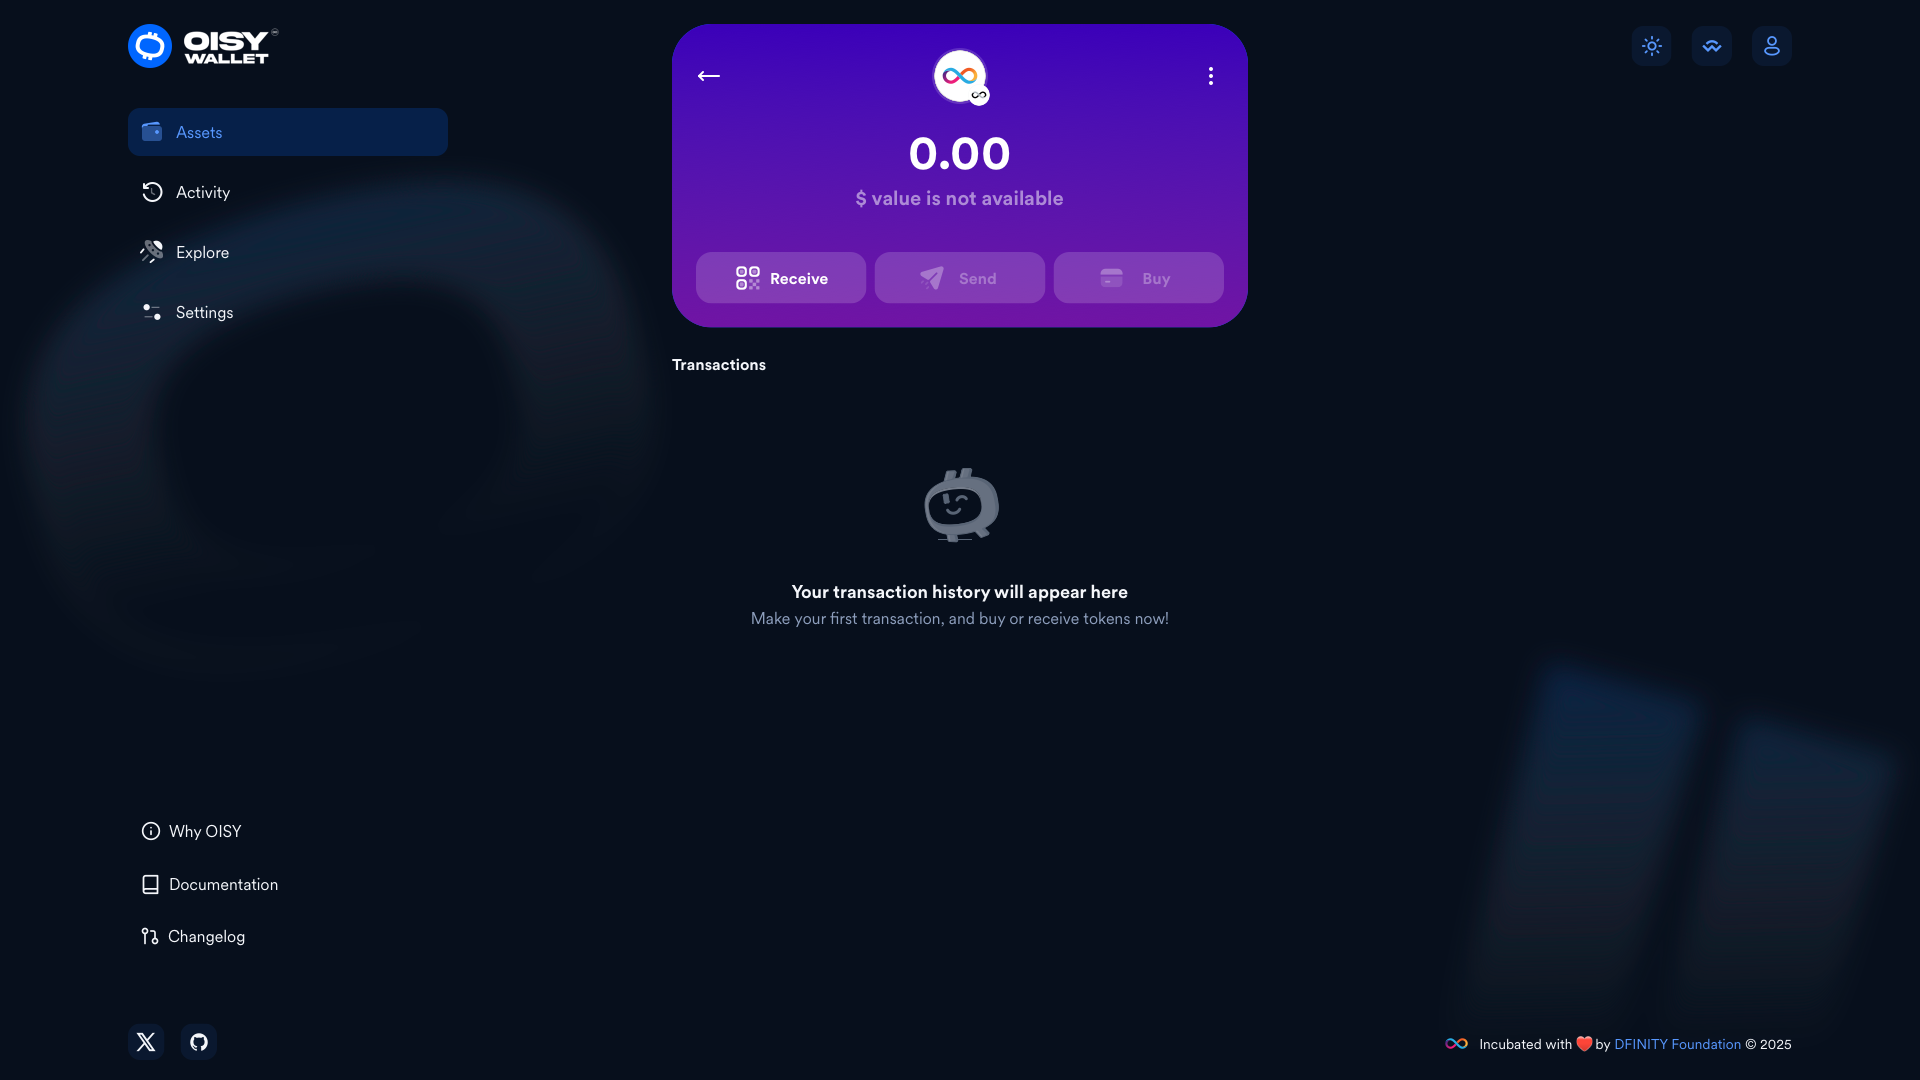 OISY
WALLET
Assets
Activity
Explore
Settings
0.00
$ value is not available
Receive
Send
Buy
Transactions
Your transaction history will appear here
Make your first transaction, and buy or receive tokens now!
Why OISY
Documentation
Changelog
Incubated with ❤️ by DFINITY Foundation © 2025